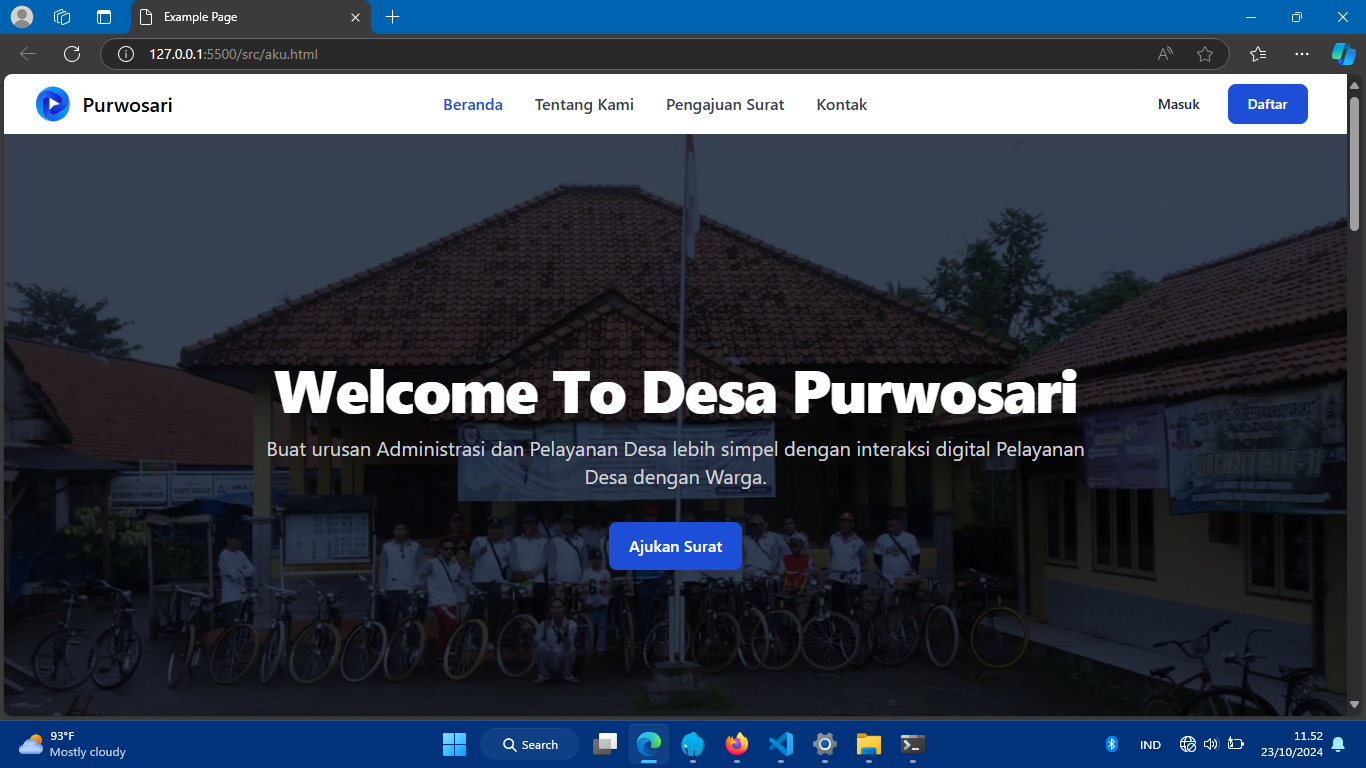 Example Page
127.0.0.1:5500/src/aku.html
Purwosari
Beranda
Tentang Kami
Pengajuan Surat
Kontak
Masuk
Daftar
Welcome To Desa Purwosari
Buat urusan Administrasi dan Pelayanan Desa lebih simpel dengan interaksi digital Pelayanan
Desa dengan Warga.
Ajukan Surat
93°F
Mostly cloudy
Search
IND
11.52
23/10/2024